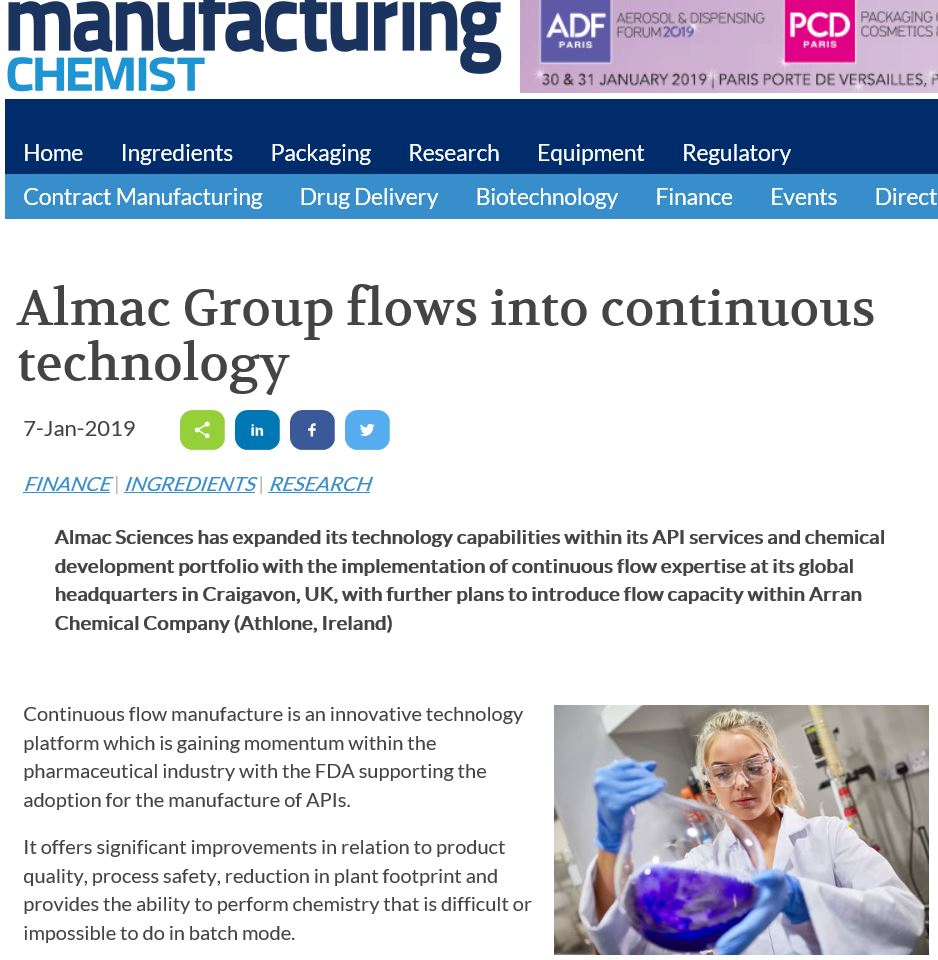 manufacturing
CHEMIST
ADF
PARIS
AEROSOL & DISPENSING
FORUM 2019
PCD
PARIS
PACKAGING
COSMETICS
30 & 31 JANUARY 2019 | PARIS PORTE DE VERSAILLES,
Home Ingredients Packaging Research Equipment Regulatory
Contract Manufacturing Drug Delivery Biotechnology Finance Events Direct
Almac Group flows into continuous
technology
7-Jan-2019
in
f
FINANCE | INGREDIENTS | RESEARCH
Almac Sciences has expanded its technology capabilities within its API services and chemical
development portfolio with the implementation of continuous flow expertise at its global
headquarters in Craigavon, UK, with further plans to introduce flow capacity within Arran
Chemical Company (Athlone, Ireland)
Continuous flow manufacture is an innovative technology
platform which is gaining momentum within the
pharmaceutical industry with the FDA supporting the
adoption for the manufacture of APIs.
It offers significant improvements in relation to product
quality, process safety, reduction in plant footprint and
provides the ability to perform chemistry that is difficult or
impossible to do in batch mode.